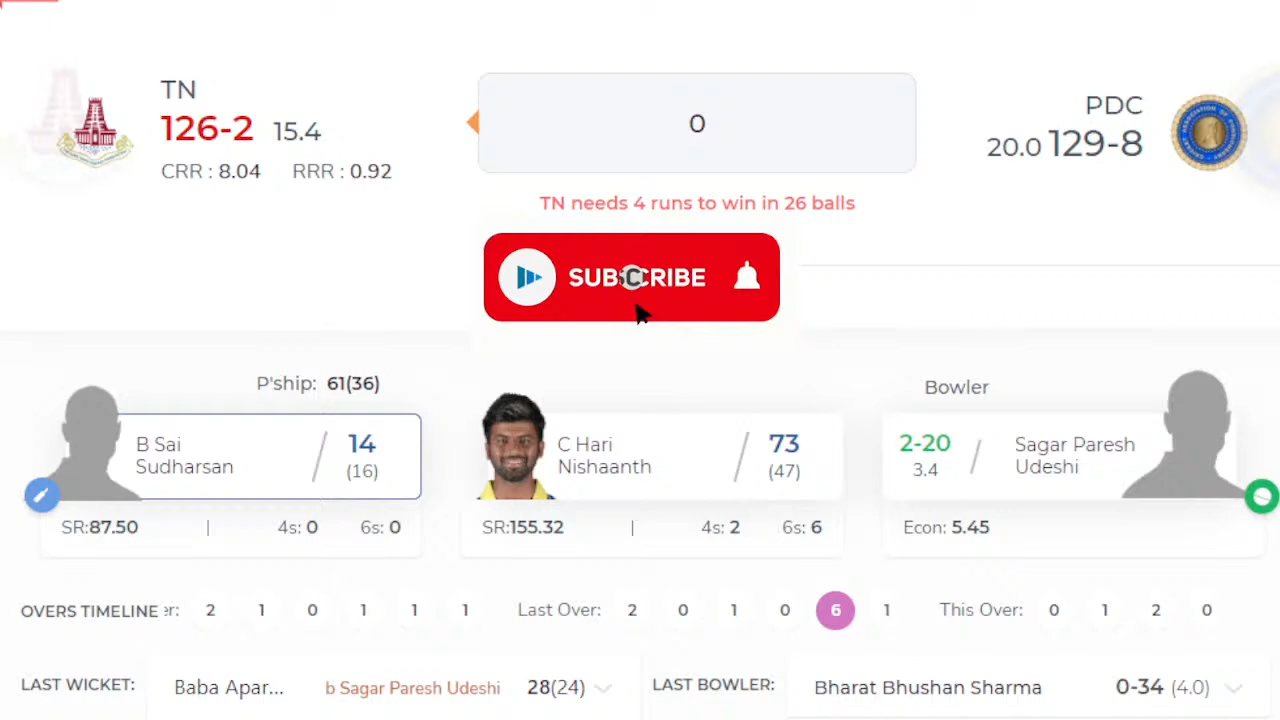 TN
126-2 15.4
CRR : 8.04 RRR : 0.92
0
PDC
20.0 129-8
TN needs 4 runs to win in 26 balls
SUBSCRIBE
P'ship: 61(36)
B Sai
Sudharsan
14
(16)
SR:87.50 | 4s: 0 6s: 0
C Hari
Nishaanth
73
(47)
SR:155.32 | 4s: 2 6s: 6
Bowler
2-20
3.4
Sagar Paresh
Udeshi
Econ: 5.45
OVERS TIMELINE er: 2 1 0 1 1 1 Last Over: 2 0 1 0 6 1 This Over: 0 1 2 0
LAST WICKET: Baba Apar... b Sagar Paresh Udeshi 28(24) LAST BOWLER: Bharat Bhushan Sharma 0-34 (4.0)